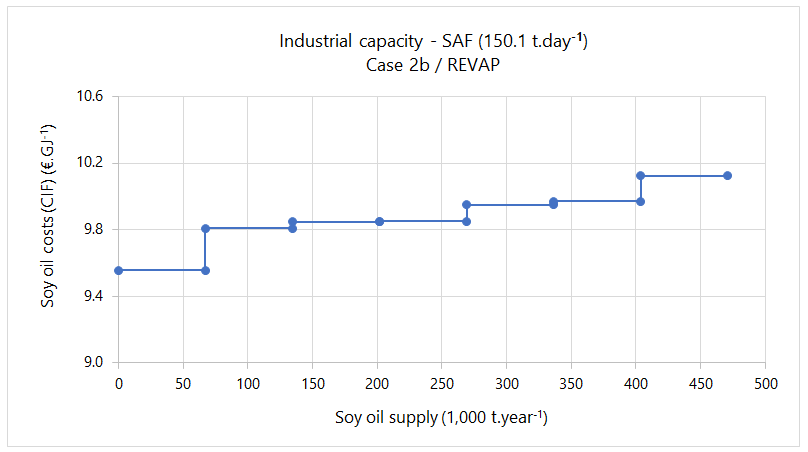 Industrial capacity - SAF (150.1 t.day⁻¹)
Case 2b / REVAP
Soy oil costs (CIF) (€.GJ⁻¹)
10.6
10.2
9.8
9.4
9.0
0 50 100 150 200 250 300 350 400 450 500
Soy oil supply (1,000 t.year⁻¹)